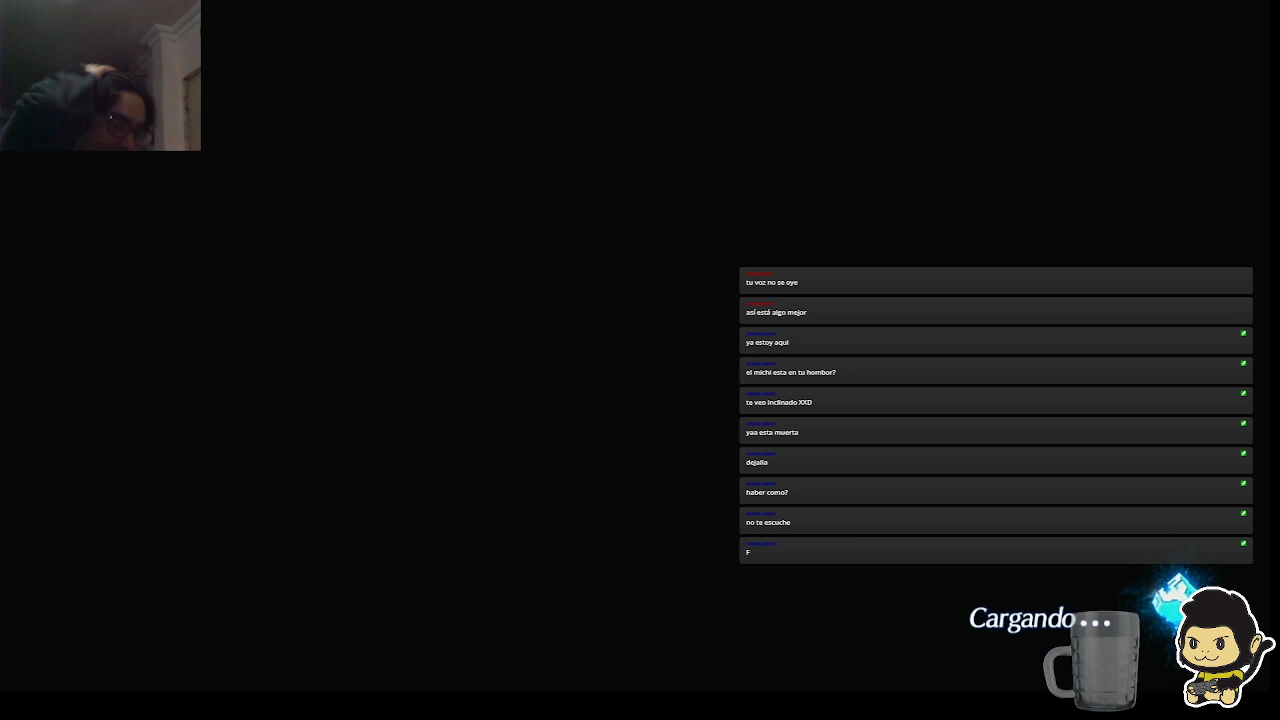 tu voz no se oye
así está algo mejor
ya estoy aqui
el michi esta en tu hombor?
te veo inclinado XXD
yaa esta muerta
dejalla
haber como?
no te escuche
F
Cargando...